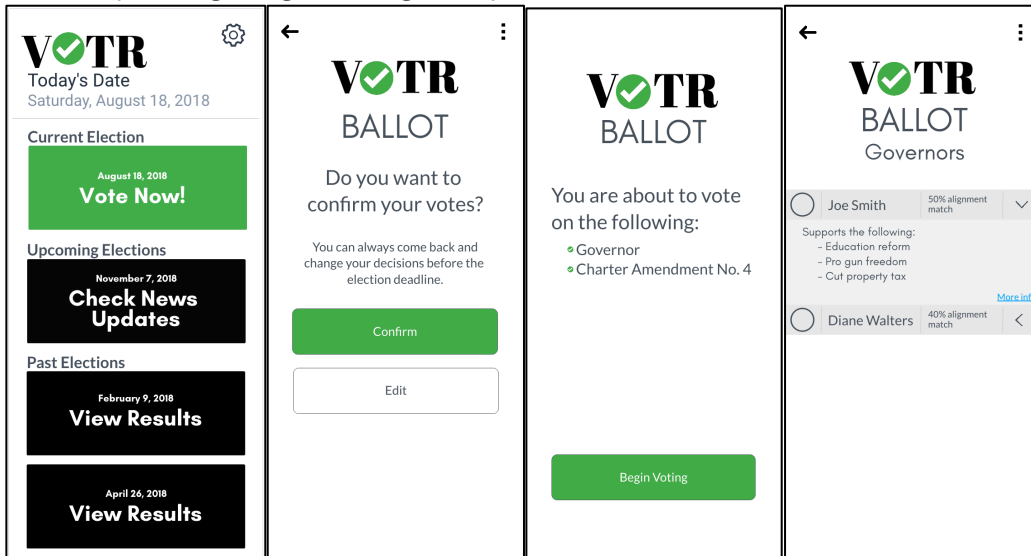 VOTR
Today's Date
Saturday, August 18, 2018
Current Election
August 18, 2018
Vote Now!
Upcoming Elections
November 7, 2018
Check News
Updates
Past Elections
February 9, 2018
View Results
April 26, 2018
View Results
VOTR
BALLOT
Do you want to
confirm your votes?
You can always come back and
change your decisions before the
election deadline.
Confirm
Edit
VOTR
BALLOT
You are about to vote
on the following:
Governor
Charter Amendment No. 4
Begin Voting
VOTR
BALLOT
Governors
Joe Smith
50% alignment
match
Supports the following:
- Education reform
- Pro gun freedom
- Cut property tax
More inf
Diane Walters
40% alignment
match